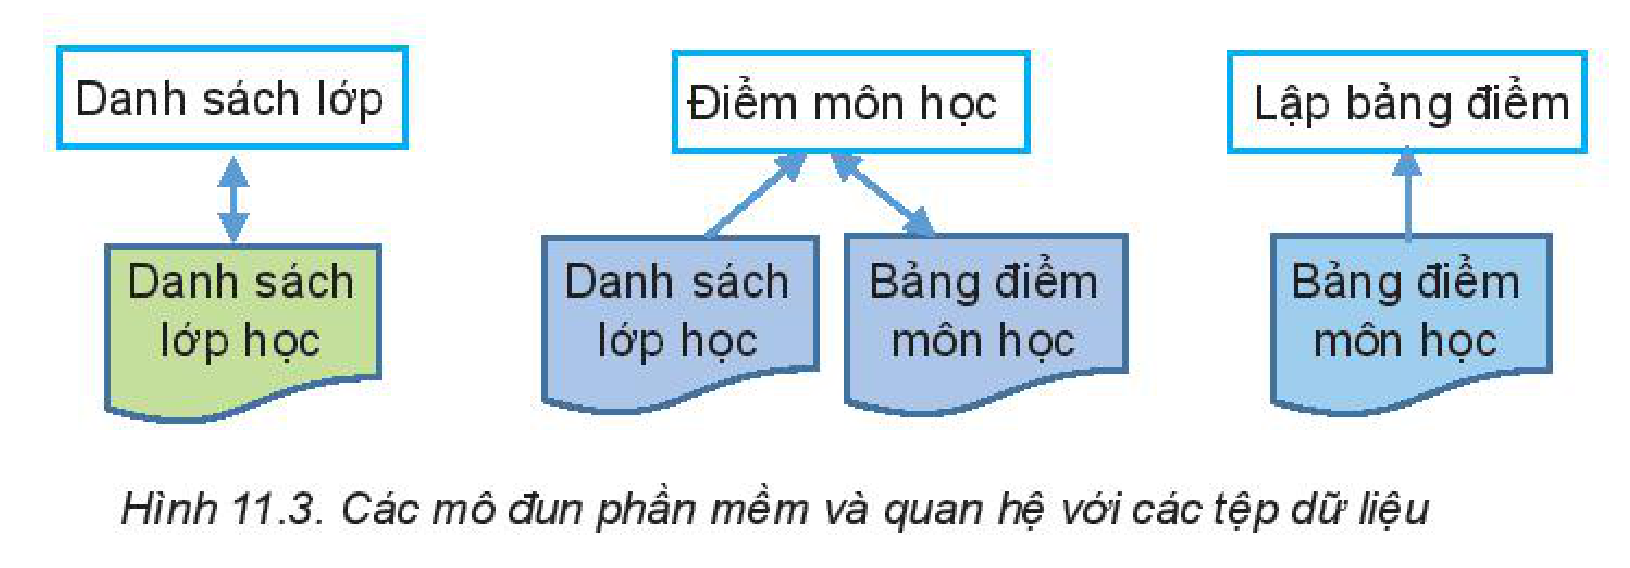 Danh sách lớp
Điểm môn học
Lập bảng điểm
Danh sách
lớp học
Danh sách
lớp học
Bảng điểm
môn học
Bảng điểm
môn học
Hình 11.3. Các mô đun phần mềm và quan hệ với các tệp dữ liệu